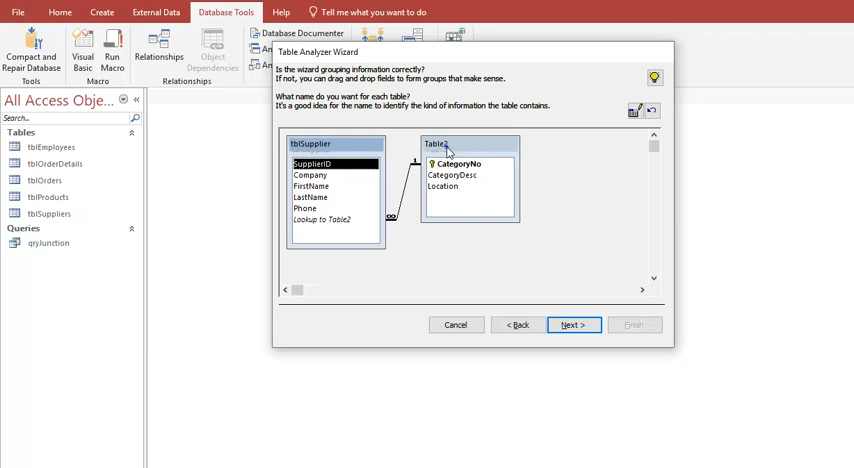 File Home Create External Data Database Tools Help Tell me what you want to do
Compact and
Repair Database
Tools
Visual
Basic
Run
Macro
Macro
Relationships
Object
Dependencies
Relationships
Database Documenter
All Access Obje... «
Search...
Tables
tblEmployees
tblOrderDetails
tblOrders
tblProducts
tblSuppliers
Queries
qryJunction
Table Analyzer Wizard
Is the wizard grouping information correctly?
If not, you can drag and drop fields to form groups that make sense.
What name do you want for each table?
It's a good idea for the name to identify the kind of information the table contains.
tblSupplier
SupplierID
Company
FirstName
LastName
Phone
Lookup to Table2
1
∞
Table2
CategoryNo
CategoryDesc
Location
Cancel
< Back
Next >
Finish